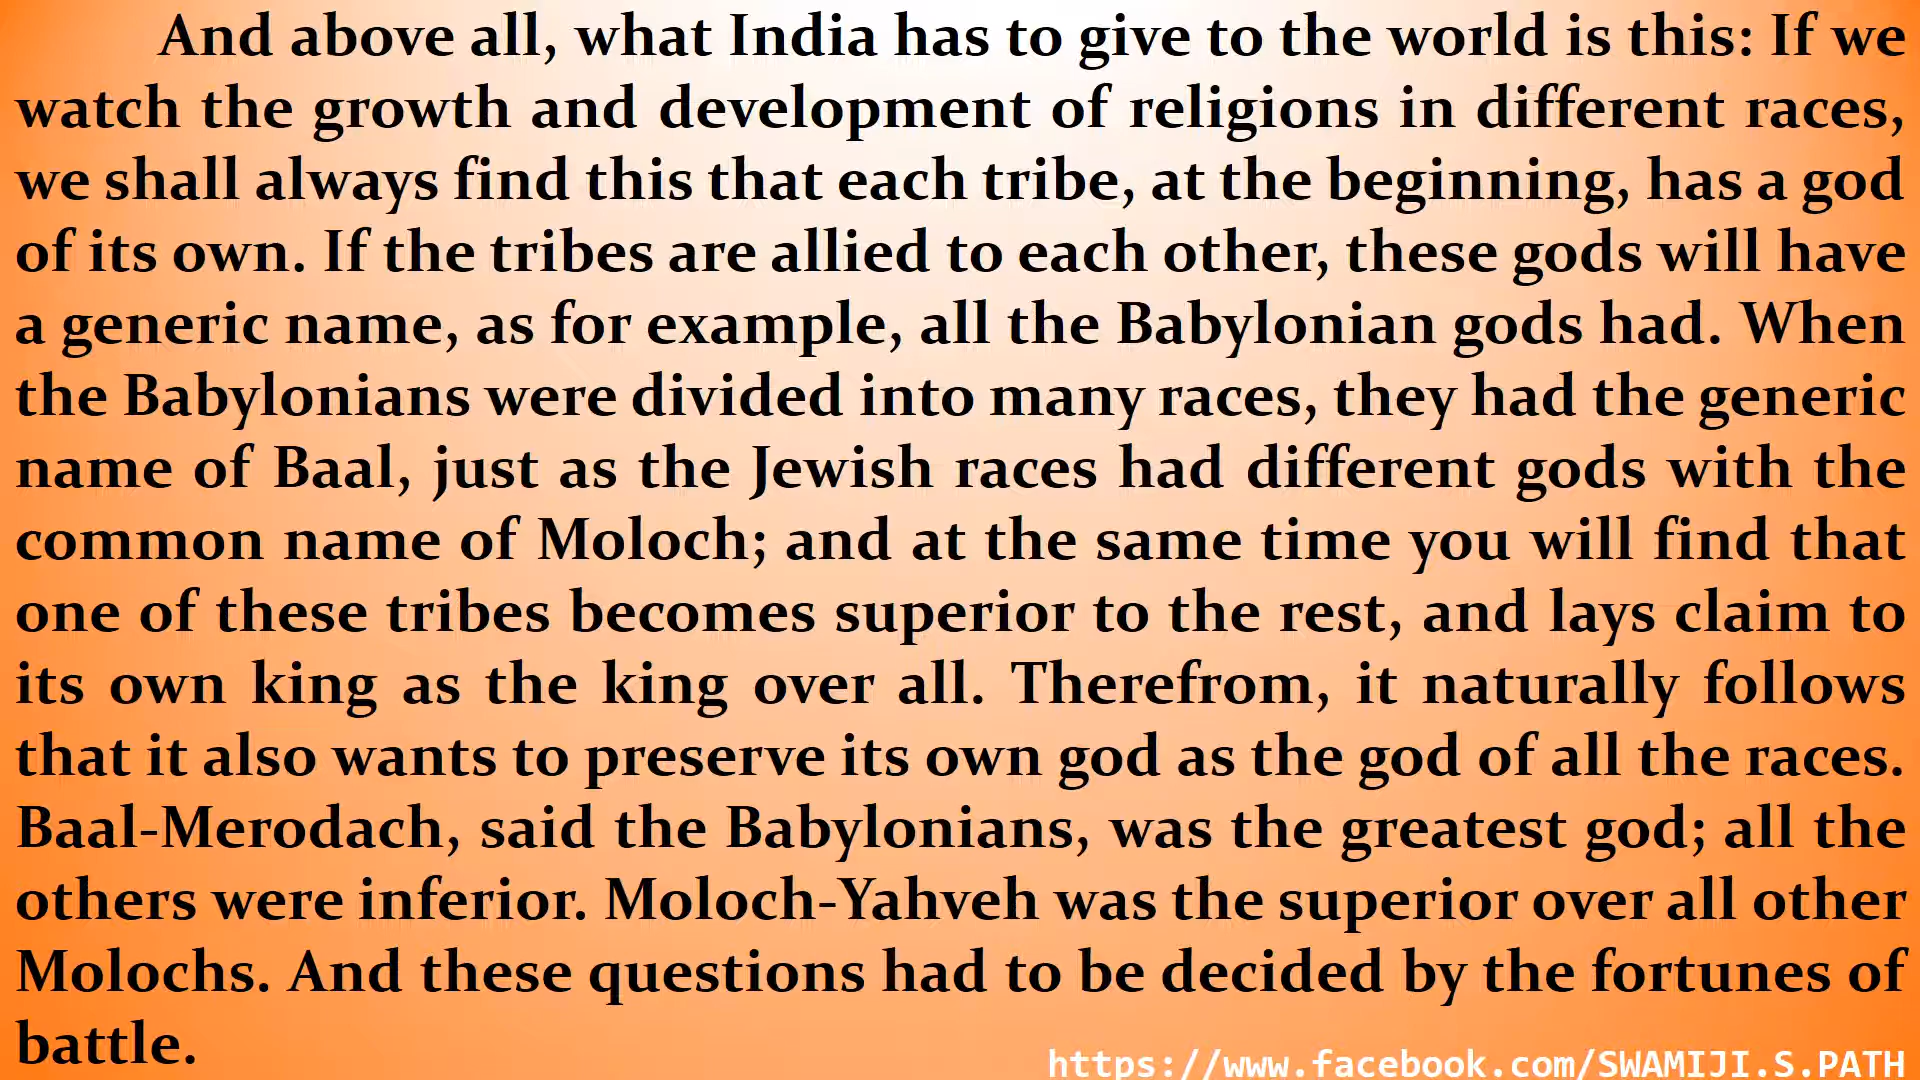 And above all, what India has to give to the world is this: If we
watch the growth and development of religions in different races,
we shall always find this that each tribe, at the beginning, has a god
of its own. If the tribes are allied to each other, these gods will have
a generic name, as for example, all the Babylonian gods had. When
the Babylonians were divided into many races, they had the generic
name of Baal, just as the Jewish races had different gods with the
common name of Moloch; and at the same time you will find that
one of these tribes becomes superior to the rest, and lays claim to
its own king as the king over all. Therefrom, it naturally follows
that it also wants to preserve its own god as the god of all the races.
Baal-Merodach, said the Babylonians, was the greatest god; all the
others were inferior. Moloch-Yahveh was the superior over all other
Molochs. And these questions had to be decided by the fortunes of
battle.
https://www.facebook.com/SWAMIJI.S.PATH